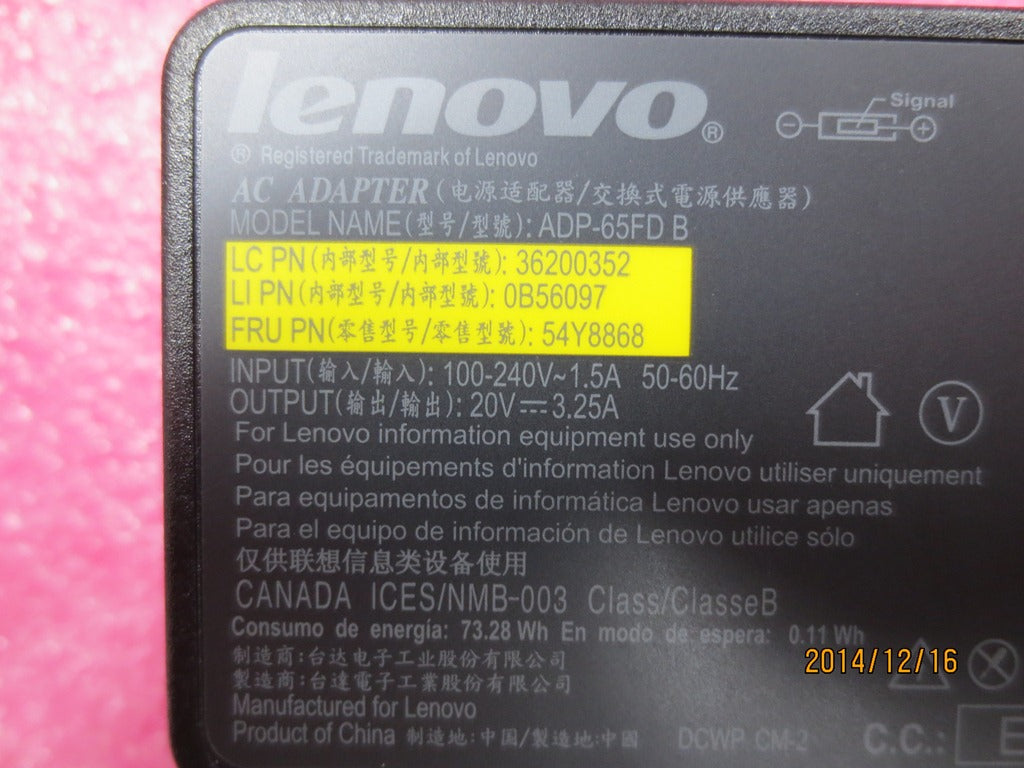 lenovo®
Signal
® Registered Trademark of Lenovo
AC ADAPTER (电源适配器/交換式電源供應器)
MODEL NAME(型号/型號): ADP-65FD B
LC PN(内部型号/内部型號): 36200352
LI PN(内部型号/内部型號): 0B56097
FRU PN(零售型号/零售型號): 54Y8868
INPUT(输入/輸入): 100-240V~1.5A 50-60Hz
OUTPUT(输出/輸出): 20V⎓3.25A
V
For Lenovo information equipment use only
Pour les équipements d'information Lenovo utiliser uniquement
Para equipamentos de informática Lenovo usar apenas
Para el equipo de información de Lenovo utilice sólo
仅供联想信息类设备使用
CANADA ICES/NMB-003 Class/ClasseB
Consumo de energía: 73.28 Wh En modo de espera: 0.11 Wh
制造商:台达电子工业股份有限公司
2014/12/16
製造商:台達電子工業股份有限公司
Manufactured for Lenovo
Product of China 制造地:中国/製造地:中國 DCWP CM-2 C.C.: E